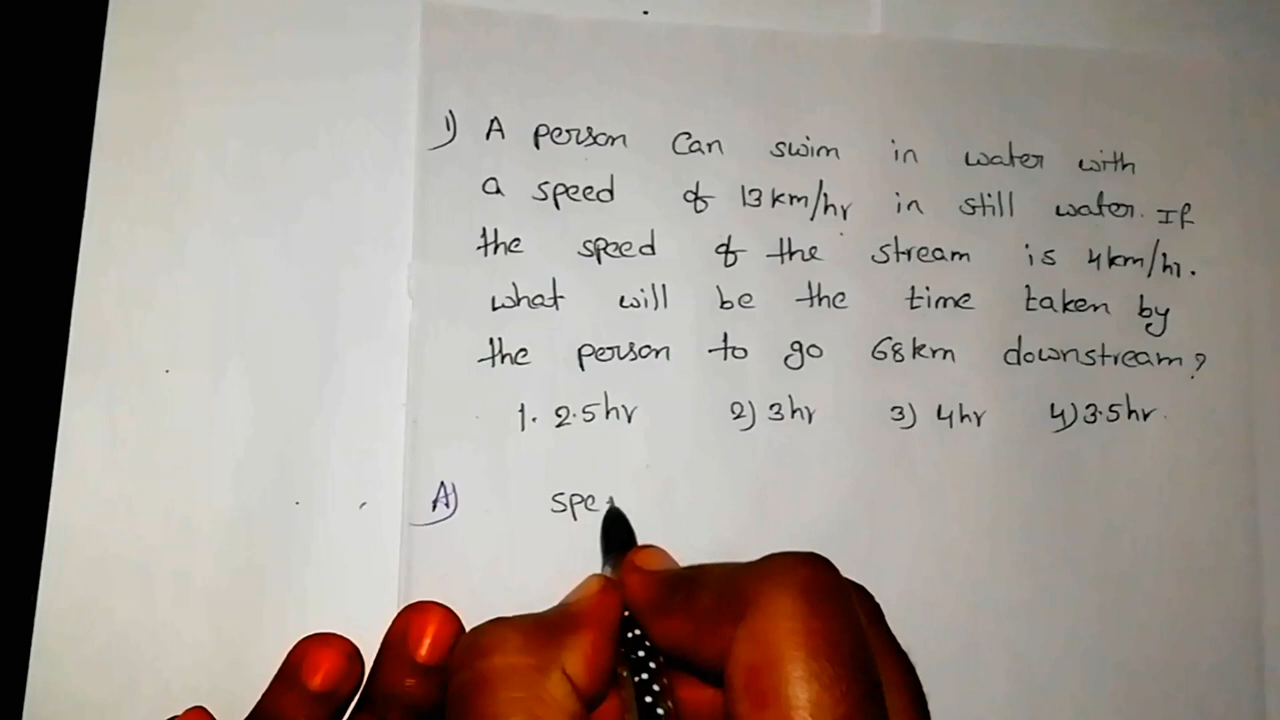 1) A person can swim in water with
a speed of 13km/hr in still water. If
the speed of the stream is 4km/hr.
what will be the time taken by
the person to go 68km downstream?
1. 2.5hr 2) 3hr 3) 4hr 4) 3.5hr.
A) spe